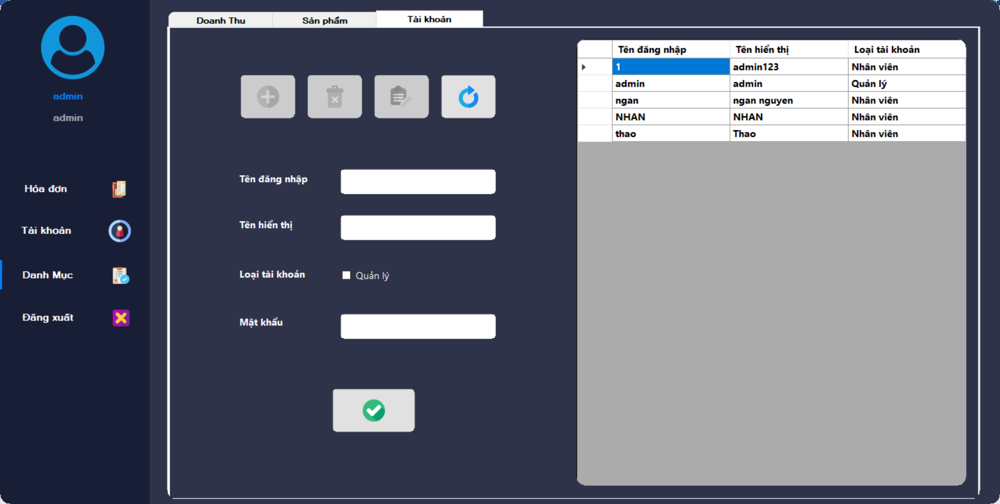 admin
admin
Hóa đơn
Tài khoản
Danh Mục
Đăng xuất
Doanh Thu Sản phẩm Tài khoản
Tên đăng nhập
Tên hiển thị
Loại tài khoản Quản lý
Mật khẩu
Tên đăng nhập Tên hiển thị Loại tài khoản
1 admin123 Nhân viên
admin admin Quản lý
ngan ngan nguyen Nhân viên
NHAN NHAN Nhân viên
thao Thao Nhân viên